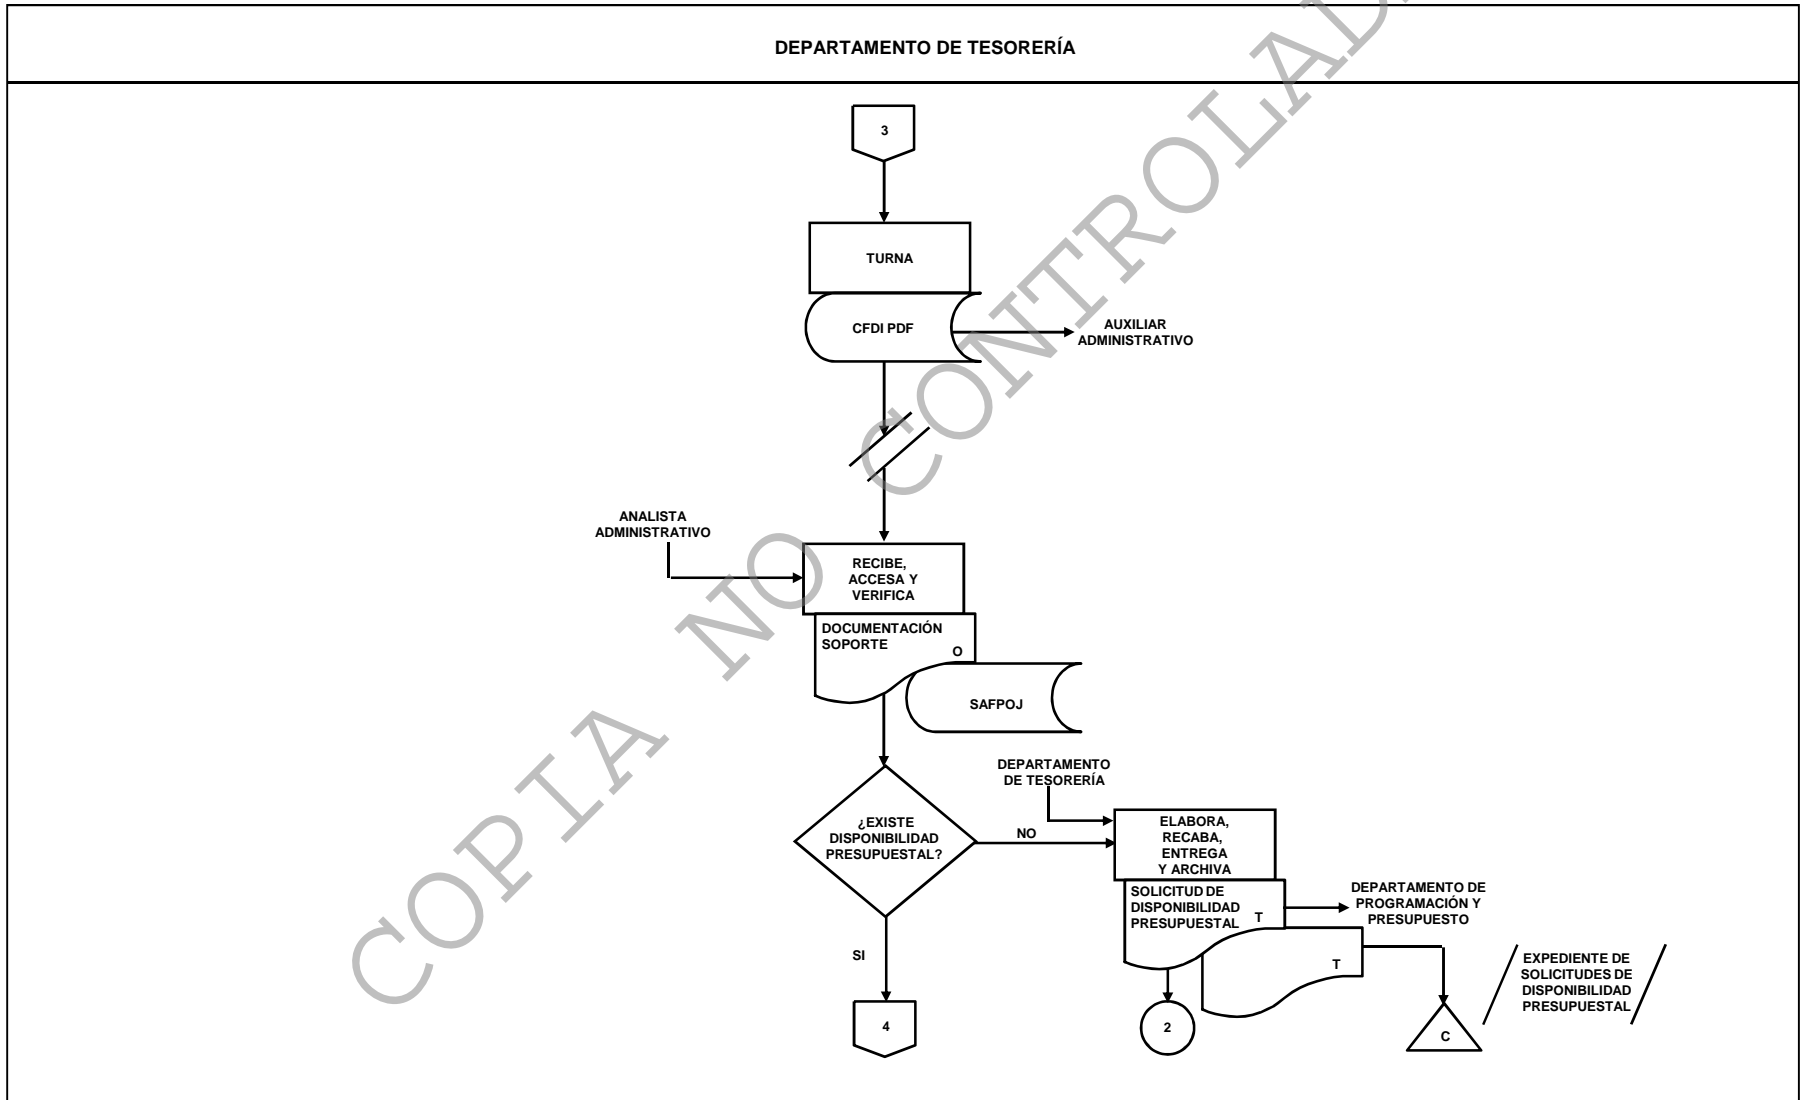 DEPARTAMENTO DE TESORERÍA
3
TURNA
CFDI PDF
AUXILIAR
ADMINISTRATIVO
ANALISTA
ADMINISTRATIVO
RECIBE,
ACCESA Y
VERIFICA
DOCUMENTACIÓN
SOPORTE
O
SAFPOJ
¿EXISTE
DISPONIBILIDAD
PRESUPUESTAL?
NO
DEPARTAMENTO
DE TESORERÍA
ELABORA,
RECABA,
ENTREGA
Y ARCHIVA
SOLICITUD DE
DISPONIBILIDAD
PRESUPUESTAL T
DEPARTAMENTO DE
PROGRAMACIÓN Y
PRESUPUESTO
T
EXPEDIENTE DE
SOLICITUDES DE
DISPONIBILIDAD
PRESUPUESTAL
SI
4
2
C
COPIA NO CONTROLAD